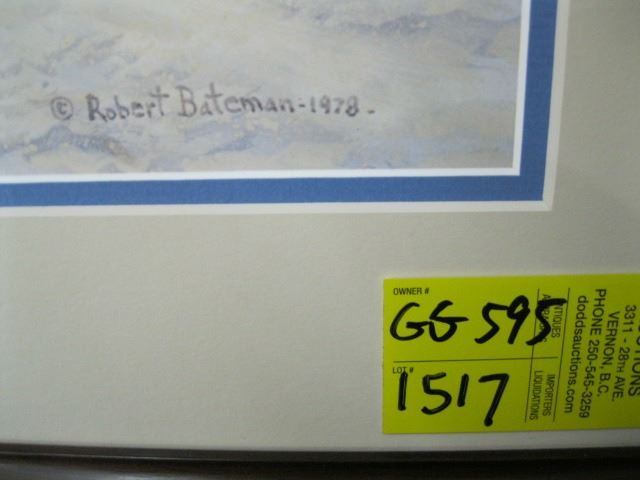 © Robert Bateman-1978-
OWNER #
GG 595
LOT #
1517
ANTIQUES
IMPORTERS
LIQUIDATIONS
3311 - 28TH AVE.
VERNON, B.C.
PHONE 250-545-3259
doddsauctions.com